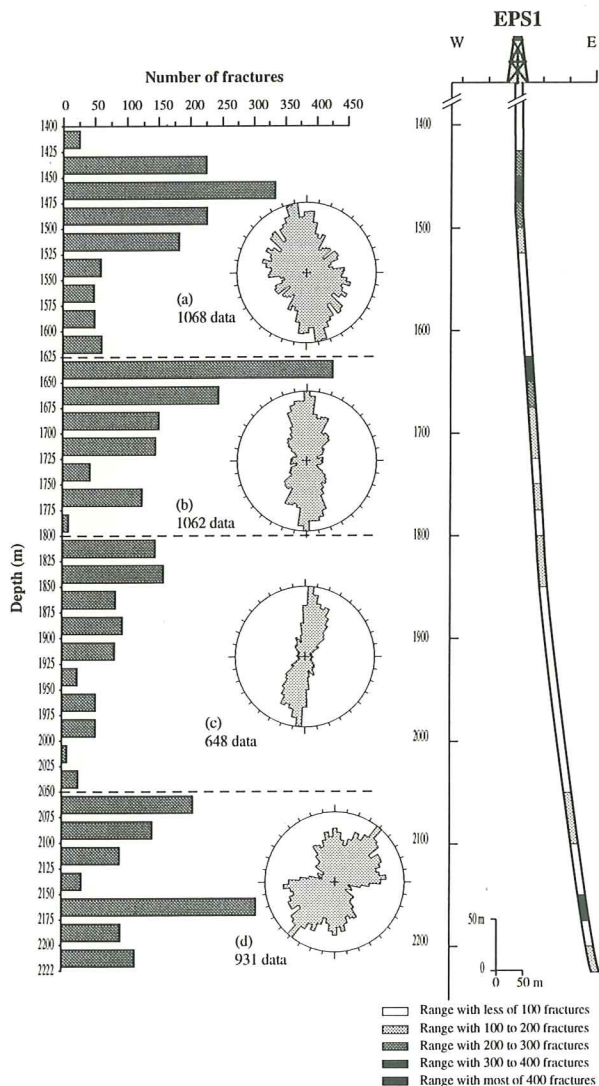 EPS1
W E
Number of fractures
0 50 100 150 200 250 300 350 400 450
Depth (m)
1400
1425
1450
1475
1500
1525
1550
1575
1600
1625
1650
1675
1700
1725
1750
1775
1800
1825
1850
1875
1900
1925
1950
1975
2000
2025
2050
2075
2100
2125
2150
2175
2200
2222
(a)
1068 data
(b)
1062 data
(c)
648 data
(d)
931 data
1400
1500
1600
1700
1800
1900
2000
2100
2200
50 m
0
0 50 m
Range with less of 100 fractures
Range with 100 to 200 fractures
Range with 200 to 300 fractures
Range with 300 to 400 fractures
Range with most of 400 fractures